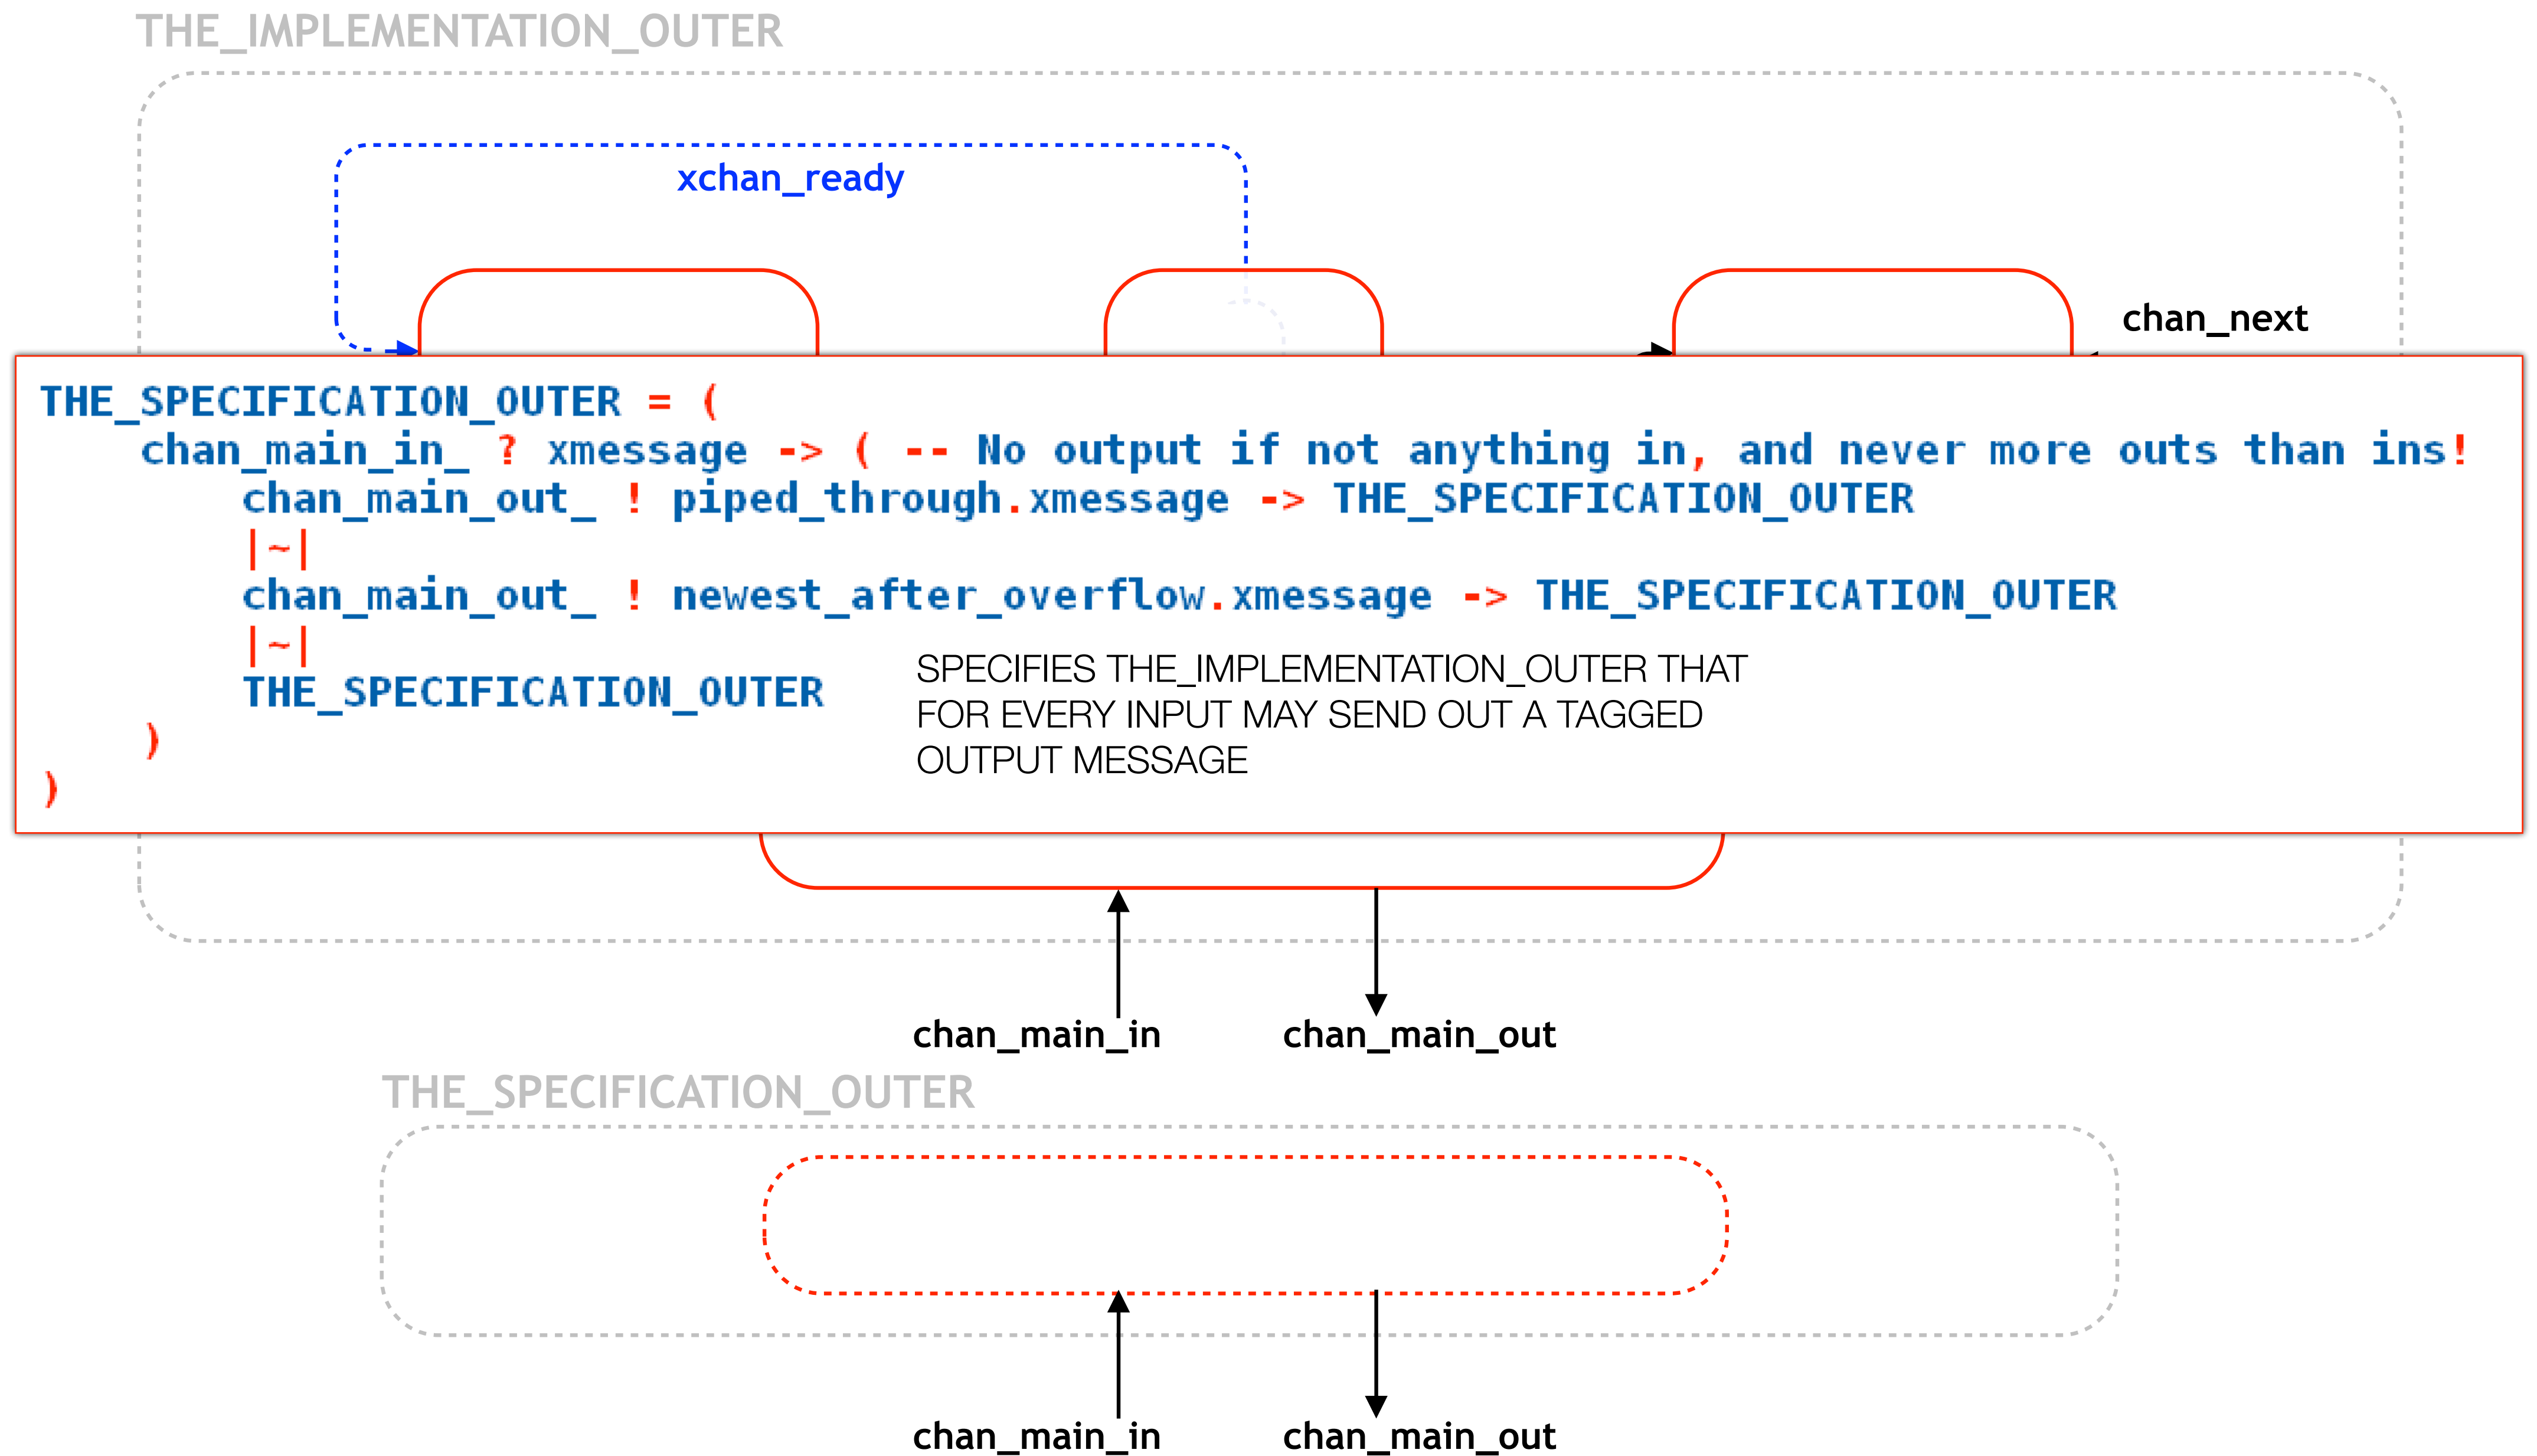 THE_IMPLEMENTATION_OUTER
xchan_ready
chan_next
THE_SPECIFICATION_OUTER = (
chan_main_in_ ? xmessage -> ( -- No output if not anything in, and never more outs than ins!
chan_main_out_ ! piped_through.xmessage -> THE_SPECIFICATION_OUTER
|~|
chan_main_out_ ! newest_after_overflow.xmessage -> THE_SPECIFICATION_OUTER
|~|
THE_SPECIFICATION_OUTER
)
)
SPECIFIES THE_IMPLEMENTATION_OUTER THAT
FOR EVERY INPUT MAY SEND OUT A TAGGED
OUTPUT MESSAGE
chan_main_in
chan_main_out
THE_SPECIFICATION_OUTER
chan_main_in
chan_main_out